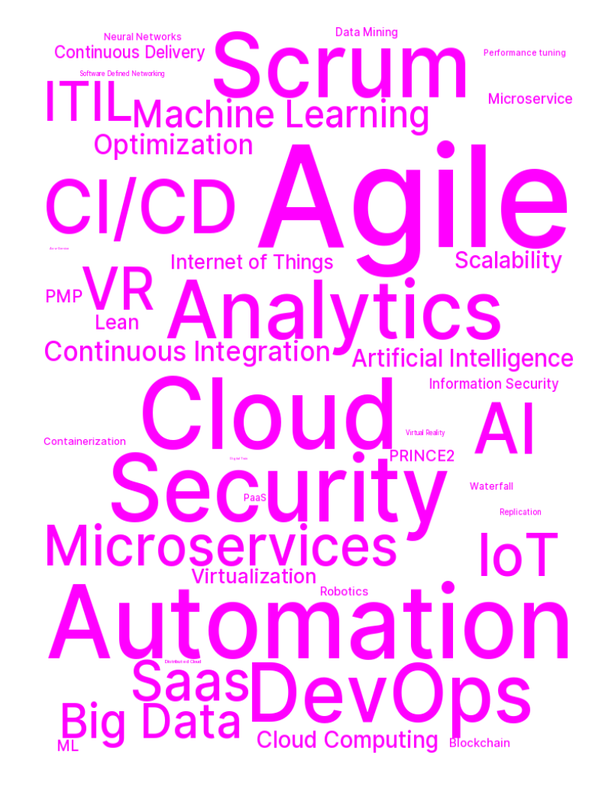 Neural Networks
Data Mining
Scrum
Continuous Delivery
Performance tuning
Software Defined Networking
ITIL
Machine Learning
Microservice
Optimization
Agile
CI/CD
Internet of Things
Scalability
PMP
VR
Analytics
Lean
Continuous Integration
Artificial Intelligence
Cloud
Information Security
AI
Virtual Reality
Containerization
PRINCE2
Security
Waterfall
PaaS
Replication
Microservices
IoT
Virtualization
Robotics
Automation
Distributed Cloud
Saas
DevOps
Big Data
Cloud Computing
Blockchain
ML